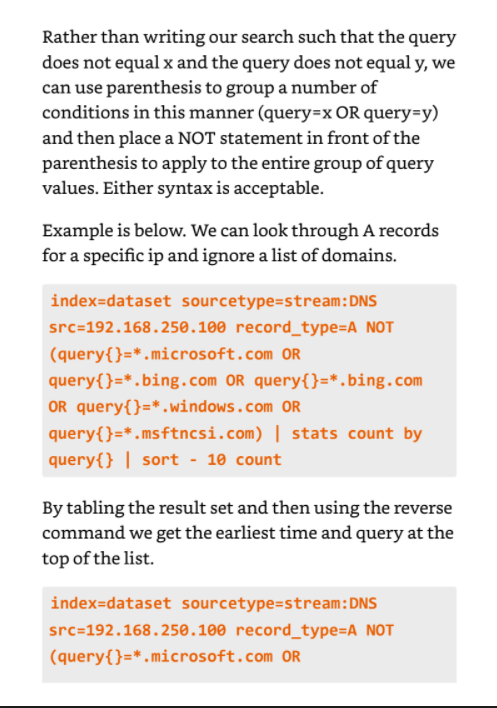 Rather than writing our search such that the query
does not equal x and the query does not equal y, we
can use parenthesis to group a number of
conditions in this manner (query=x OR query=y)
and then place a NOT statement in front of the
parenthesis to apply to the entire group of query
values. Either syntax is acceptable.
Example is below. We can look through A records
for a specific ip and ignore a list of domains.
index=dataset sourcetype=stream:DNS
src=192.168.250.100 record_type=A NOT
(query{}=*.microsoft.com OR
query{}=*.bing.com OR query{}=*.bing.com
OR query{}=*.windows.com OR
query{}=*.msftncsi.com) | stats count by
query{} | sort - 10 count
By tabling the result set and then using the reverse
command we get the earliest time and query at the
top of the list.
index=dataset sourcetype=stream:DNS
src=192.168.250.100 record_type=A NOT
(query{}=*.microsoft.com OR